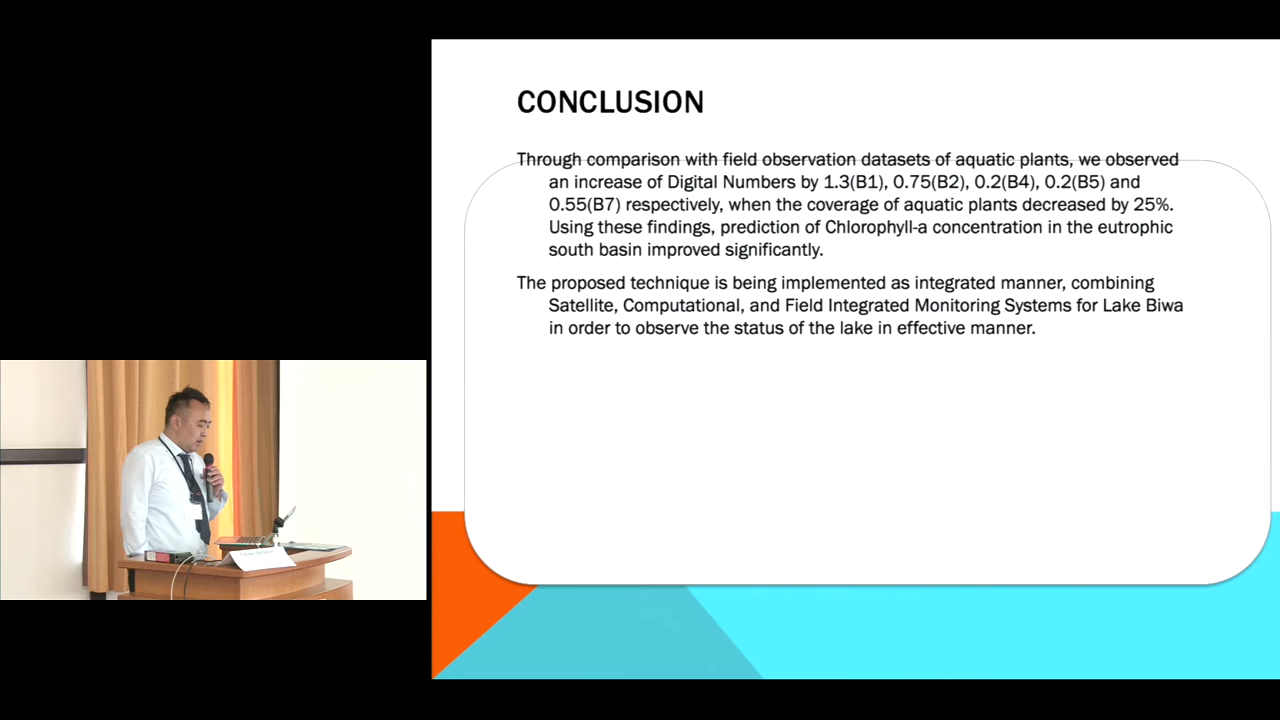 CONCLUSION
Through comparison with field observation datasets of aquatic plants, we observed
an increase of Digital Numbers by 1.3(B1), 0.75(B2), 0.2(B4), 0.2(B5) and
0.55(B7) respectively, when the coverage of aquatic plants decreased by 25%.
Using these findings, prediction of Chlorophyll-a concentration in the eutrophic
south basin improved significantly.
The proposed technique is being implemented as integrated manner, combining
Satellite, Computational, and Field Integrated Monitoring Systems for Lake Biwa
in order to observe the status of the lake in effective manner.